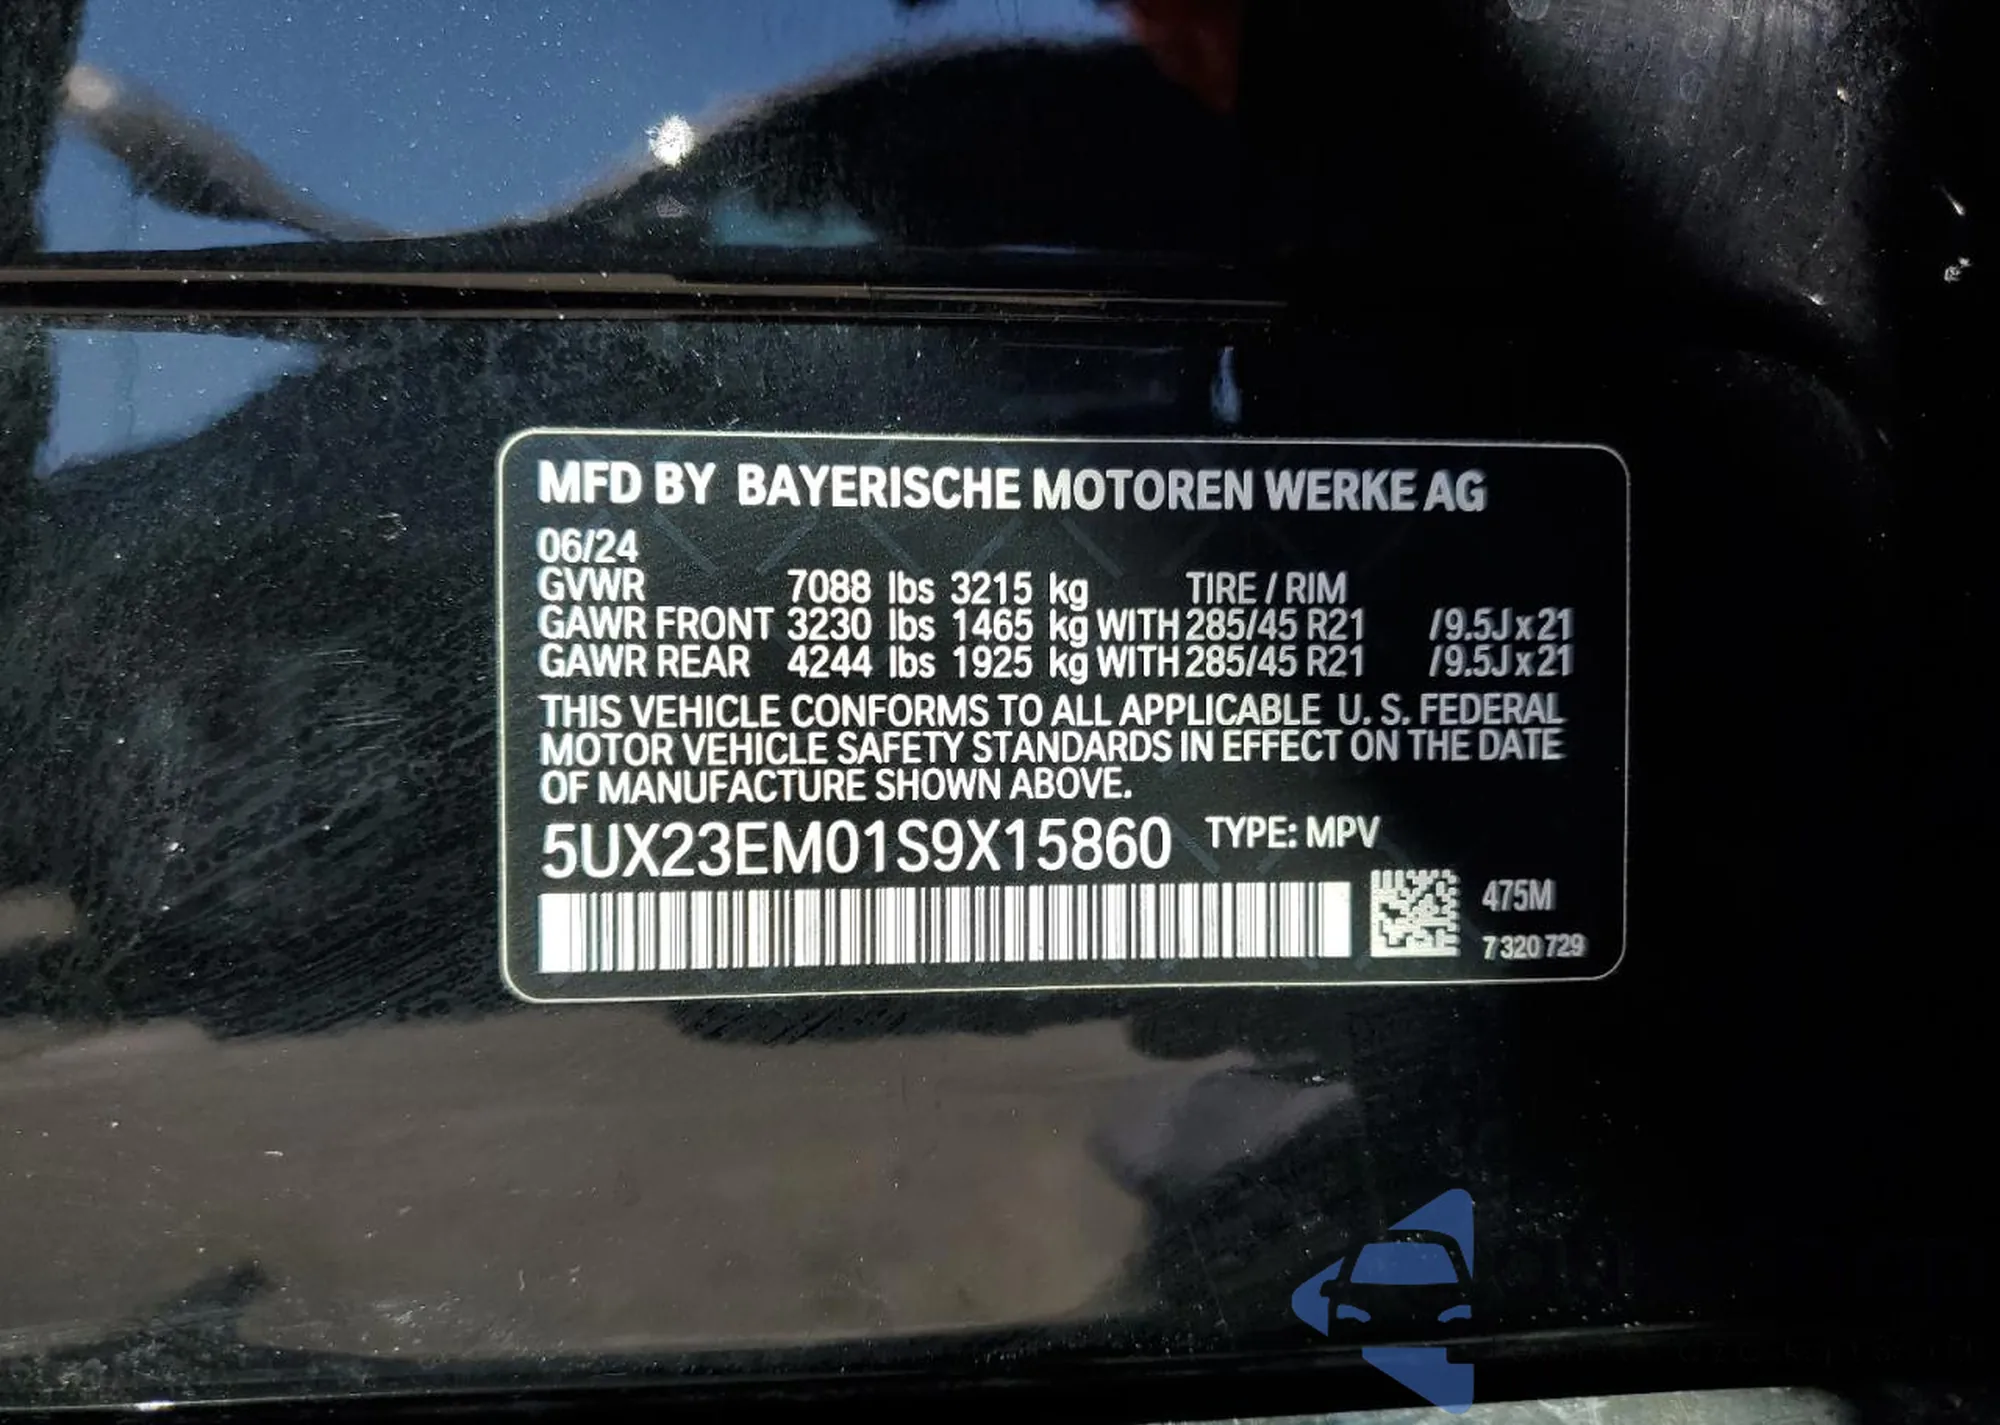 MFD BY BAYERISCHE MOTOREN WERKE AG
06/24
GVWR 7088 lbs 3215 kg TIRE / RIM
GAWR FRONT 3230 lbs 1465 kg WITH 285/45 R21 /9.5J x 21
GAWR REAR 4244 lbs 1925 kg WITH 285/45 R21 /9.5J x 21
THIS VEHICLE CONFORMS TO ALL APPLICABLE U. S. FEDERAL
MOTOR VEHICLE SAFETY STANDARDS IN EFFECT ON THE DATE
OF MANUFACTURE SHOWN ABOVE.
5UX23EM01S9X15860 TYPE: MPV
475M
7 320 729